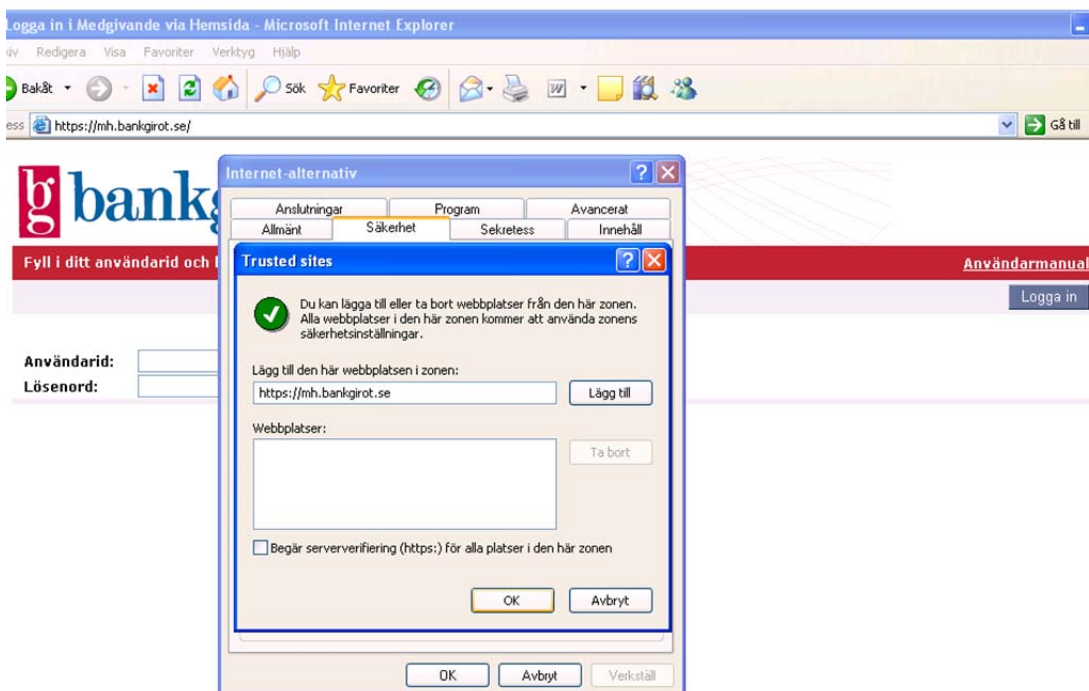 Logga in i Medgivande via Hemsida - Microsoft Internet Explorer
Redigera Visa Favoriter Verktyg Hjälp
Bakåt Sök Favoriter
https://mh.bankgirot.se/ Gå till
Internet-alternativ
bankg
Anslutningar Program Avancerat
Allmänt Säkerhet Sekretess Innehåll
Fyll i ditt användarid och Trusted sites Användarmanual
Logga in
Du kan lägga till eller ta bort webbplatser från den här zonen.
Alla webbplatser i den här zonen kommer att använda zonens
säkerhetsinställningar.
Användarid:
Lägg till den här webbplatsen i zonen:
Lösenord:
https://mh.bankgirot.se Lägg till
Webbplatser:
Ta bort
Begär serververifiering (https:) för alla platser i den här zonen
OK Avbryt
OK Avbryt Verkställ